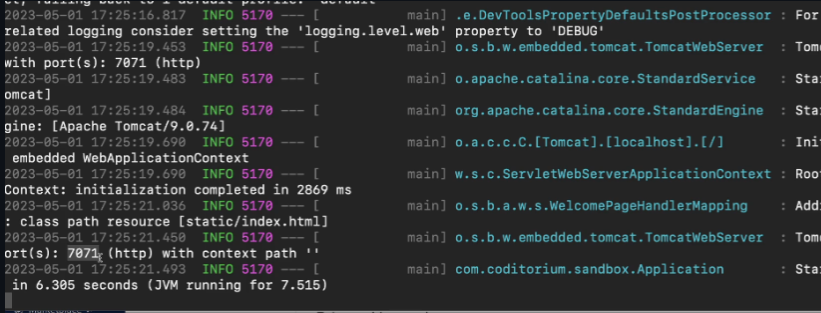 falling back to 1 default profile: "default"
2023-05-01 17:25:16.817 INFO 5170 --- [ main] .e.DevToolsPropertyDefaultsPostProcessor : For
related logging consider setting the 'logging.level.web' property to 'DEBUG'
2023-05-01 17:25:19.453 INFO 5170 --- [ main] o.s.b.w.embedded.tomcat.TomcatWebServer : Tom
with port(s): 7071 (http)
2023-05-01 17:25:19.483 INFO 5170 --- [ main] o.apache.catalina.core.StandardService : Sta
omcat]
2023-05-01 17:25:19.484 INFO 5170 --- [ main] org.apache.catalina.core.StandardEngine : Sta
gine: [Apache Tomcat/9.0.74]
2023-05-01 17:25:19.690 INFO 5170 --- [ main] o.a.c.c.C.[Tomcat].[localhost].[/] : Ini
embedded WebApplicationContext
2023-05-01 17:25:19.690 INFO 5170 --- [ main] w.s.c.ServletWebServerApplicationContext : Roo
Context: initialization completed in 2869 ms
2023-05-01 17:25:21.036 INFO 5170 --- [ main] o.s.b.a.w.s.WelcomePageHandlerMapping : Add
: class path resource [static/index.html]
2023-05-01 17:25:21.450 INFO 5170 --- [ main] o.s.b.w.embedded.tomcat.TomcatWebServer : Tom
ort(s): 7071 (http) with context path ''
2023-05-01 17:25:21.493 INFO 5170 --- [ main] com.coditorium.sandbox.Application : Sta
in 6.305 seconds (JVM running for 7.515)